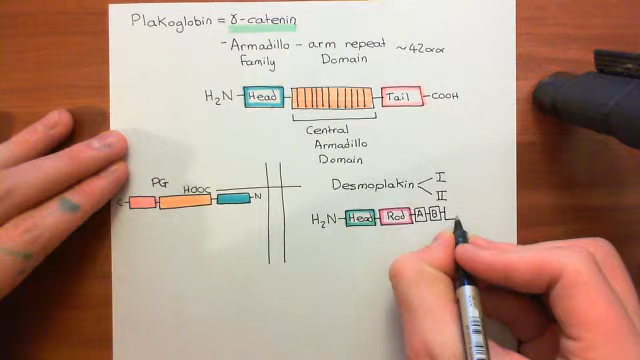 Plakoglobin = γ-catenin
- Armadillo - arm repeat ~42aa
Family Domain
H₂N Head Tail COOH
Central
Armadillo
Domain
PG
HOOC
C N
Desmoplakin I
II
H₂N Head Rod A B